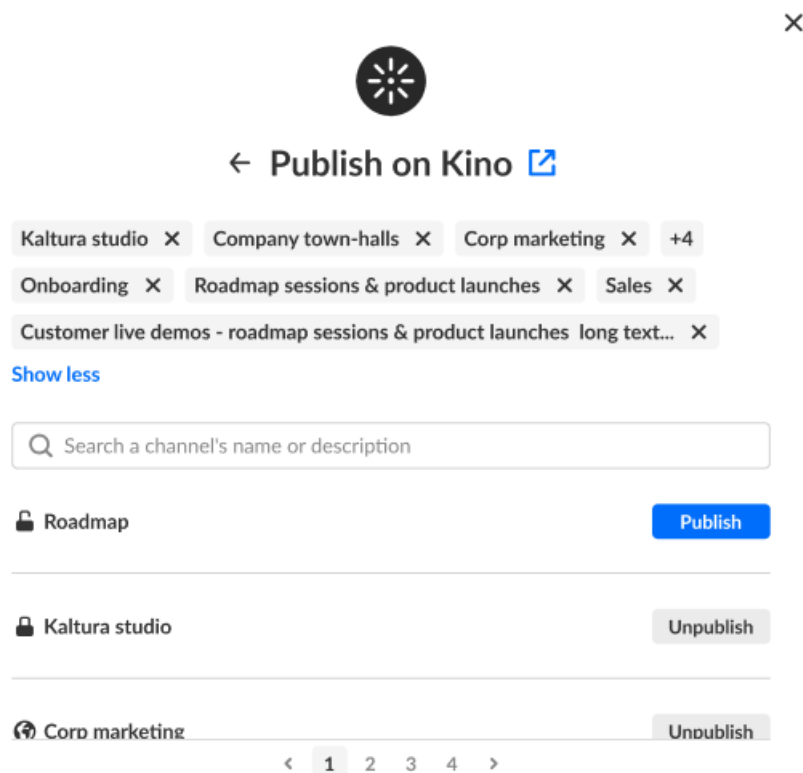 Publish on Kino
Kaltura studio Company town-halls Corp marketing +4
Onboarding Roadmap sessions & product launches Sales
Customer live demos - roadmap sessions & product launches long text...
Show less
Search a channel's name or description
Roadmap Publish
Kaltura studio Unpublish
Corp marketing Unpublish
1 2 3 4